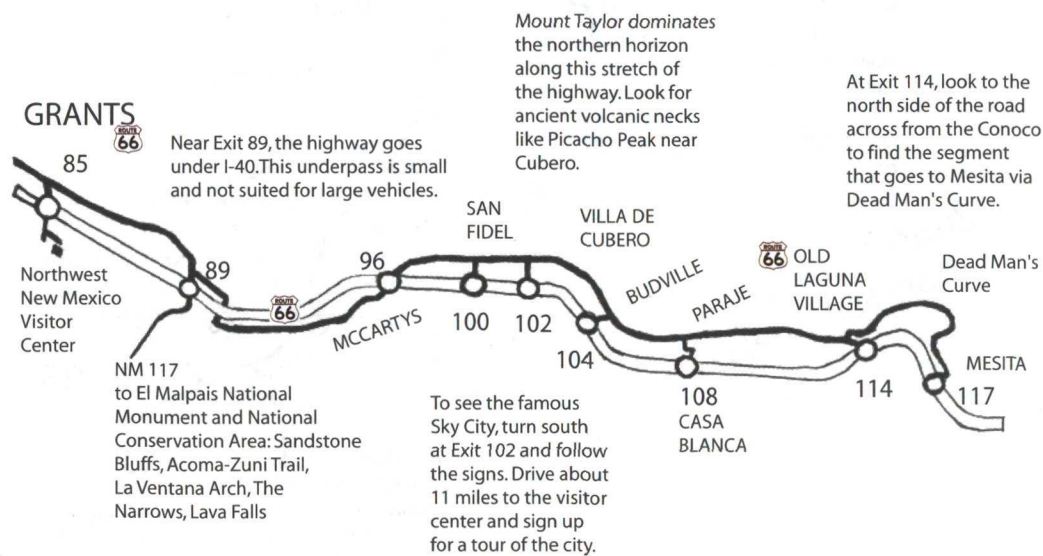 Mount Taylor dominates
the northern horizon
along this stretch of
the highway. Look for
ancient volcanic necks
like Picacho Peak near
Cubero.
At Exit 114, look to the
north side of the road
across from the Conoco
to find the segment
that goes to Mesita via
Dead Man's Curve.
GRANTS
ROUTE
66
85
Near Exit 89, the highway goes
under I-40.This underpass is small
and not suited for large vehicles.
SAN
FIDEL
VILLA DE
CUBERO
BUDVILLE
PARAJE
ROUTE
66
OLD
LAGUNA
VILLAGE
Dead Man's
Curve
Northwest
New Mexico
Visitor
Center
89
ROUTE
66
96
MCCARTYS
100
102
104
108
CASA
BLANCA
114
MESITA
117
NM 117
to El Malpais National
Monument and National
Conservation Area: Sandstone
Bluffs, Acoma-Zuni Trail,
La Ventana Arch, The
Narrows, Lava Falls
To see the famous
Sky City, turn south
at Exit 102 and follow
the signs. Drive about
11 miles to the visitor
center and sign up
for a tour of the city.